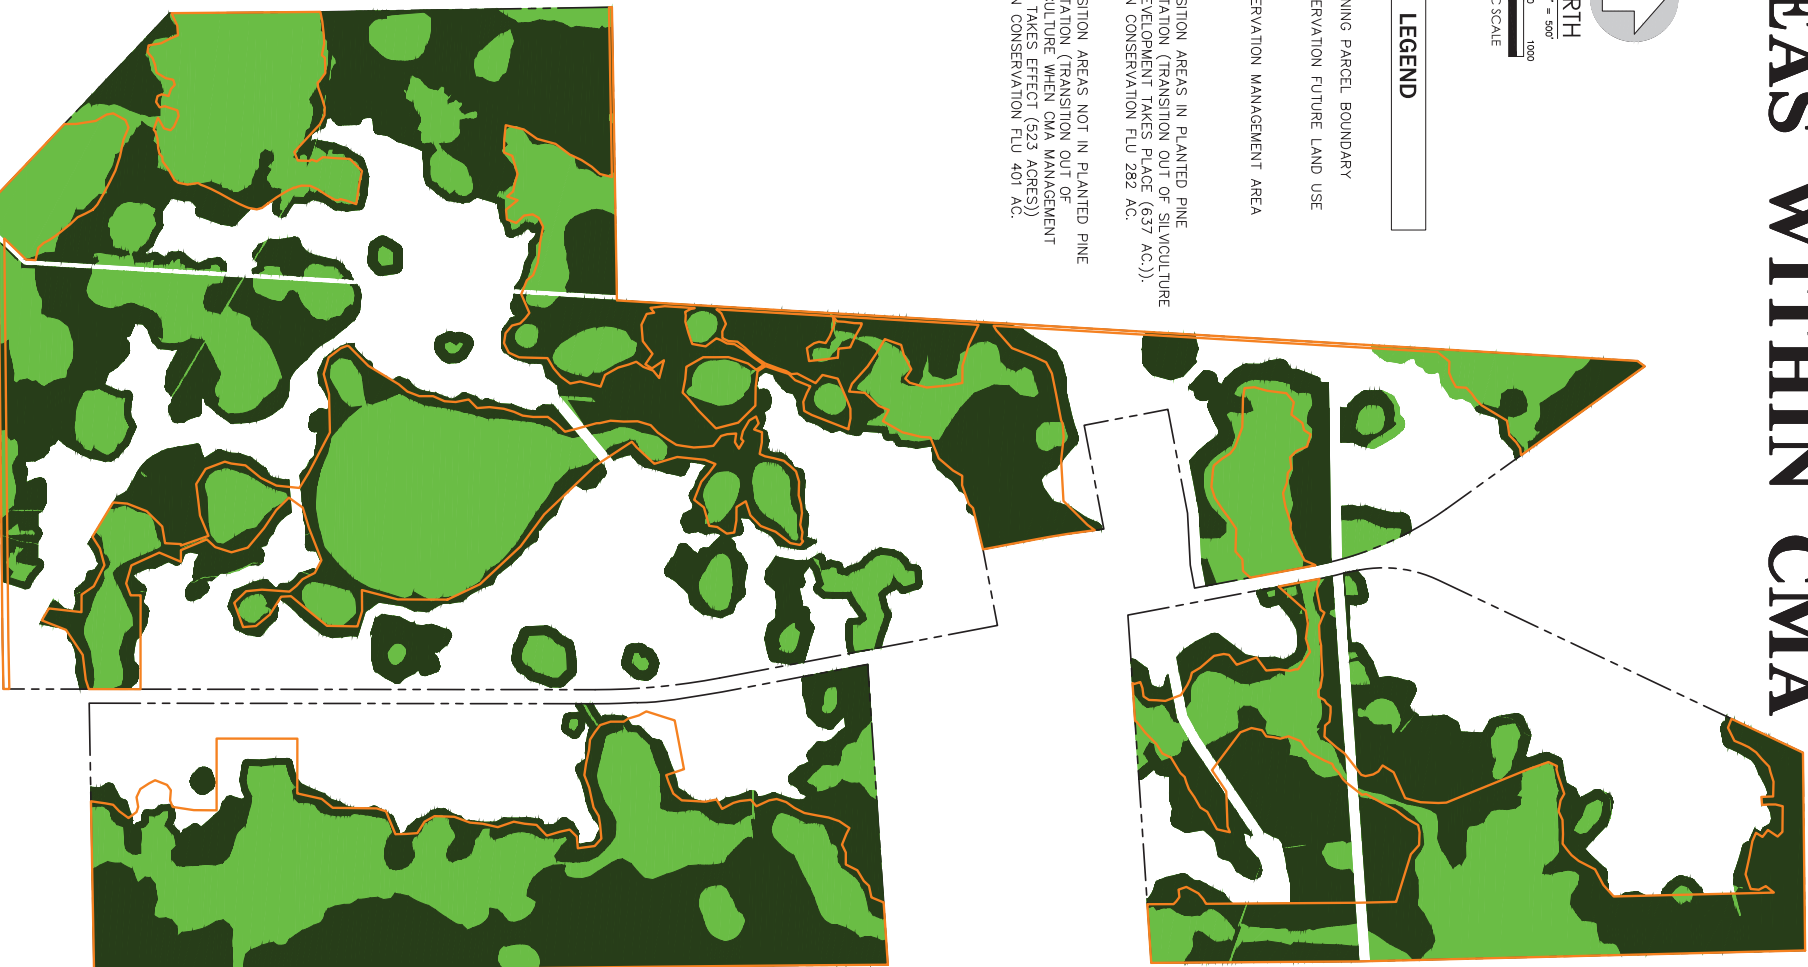 EAS WITHIN CMA
RTH
" = 500'
0 1000
C SCALE
LEGEND
NING PARCEL BOUNDARY
ERVATION FUTURE LAND USE
ERVATION MANAGEMENT AREA
SITION AREAS IN PLANTED PINE
TATION (TRANSITION OUT OF SILVICULTURE
EVELOPMENT TAKES PLACE (637 AC.)).
N CONSERVATION FLU 282 AC.
SITION AREAS NOT IN PLANTED PINE
TATION (TRANSITION OUT OF
CULTURE WHEN CMA MANAGEMENT
TAKES EFFECT (523 ACRES))
N CONSERVATION FLU 401 AC.